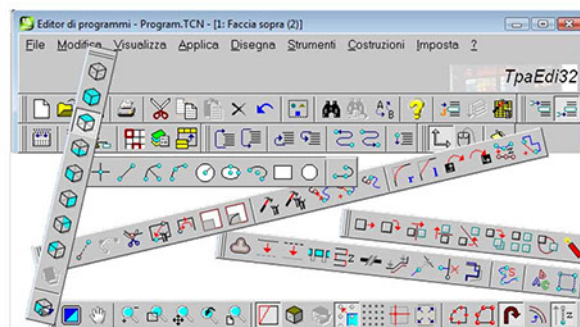 Editor di programmi - Program.TCN - [1: Faccia sopra (2)]
File Modifica Visualizza Applica Disegna Strumenti Costruzioni Imposta ?
TpaEdi32